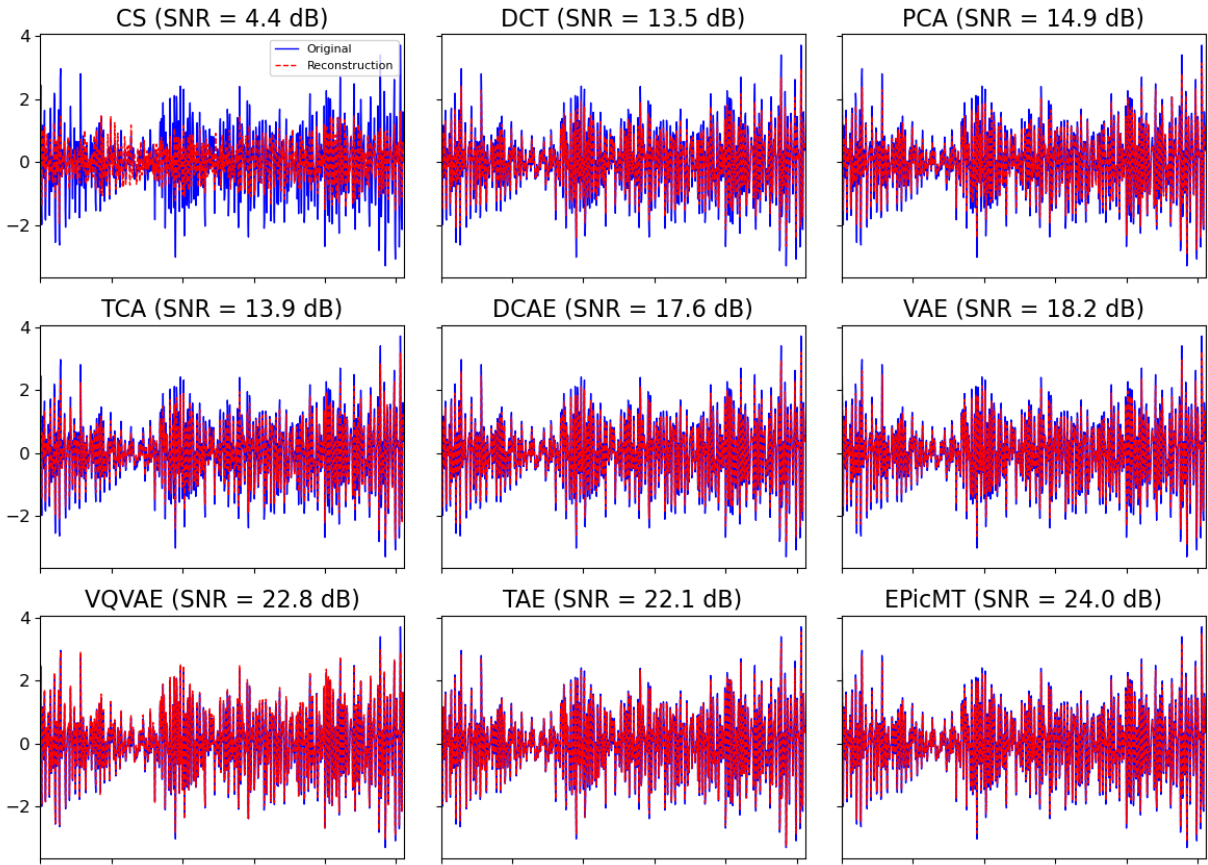 CS (SNR = 4.4 dB)
DCT (SNR = 13.5 dB)
PCA (SNR = 14.9 dB)
4
2
0
−2
Original
Reconstruction
TCA (SNR = 13.9 dB)
DCAE (SNR = 17.6 dB)
VAE (SNR = 18.2 dB)
4
2
0
−2
VQVAE (SNR = 22.8 dB)
TAE (SNR = 22.1 dB)
EPicMT (SNR = 24.0 dB)
4
2
0
−2